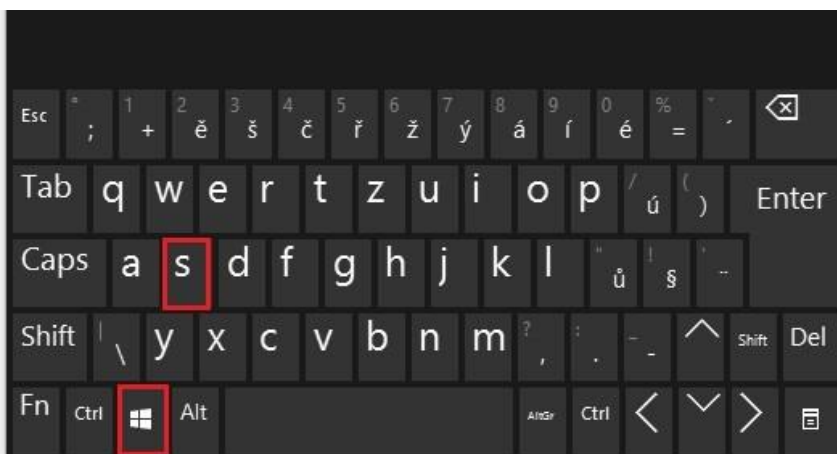 Esc ° ; 1 + 2 ě 3 š 4 č 5 ř 6 ž 7 ý 8 á 9 í 0 é % = ˇ ´
Tab q w e r t z u i o p / ú ( ) Enter
Caps a s d f g h j k l " ů ! § ' ¨
Shift | \ y x c v b n m ? , : . _ - Shift Del
Fn Ctrl Alt AltGr Ctrl